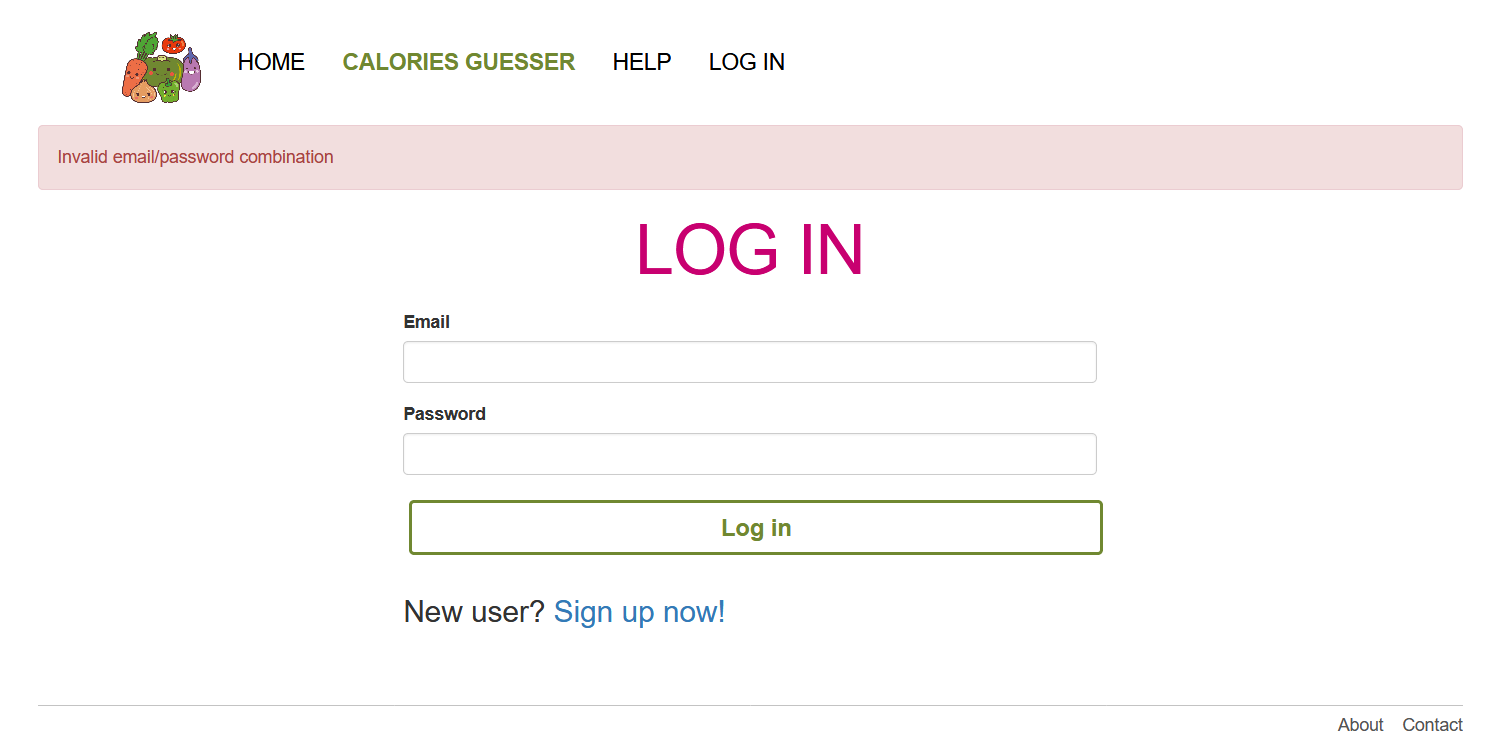 HOME CALORIES GUESSER HELP LOG IN
Invalid email/password combination
LOG IN
Email
Password
Log in
New user? Sign up now!
About Contact